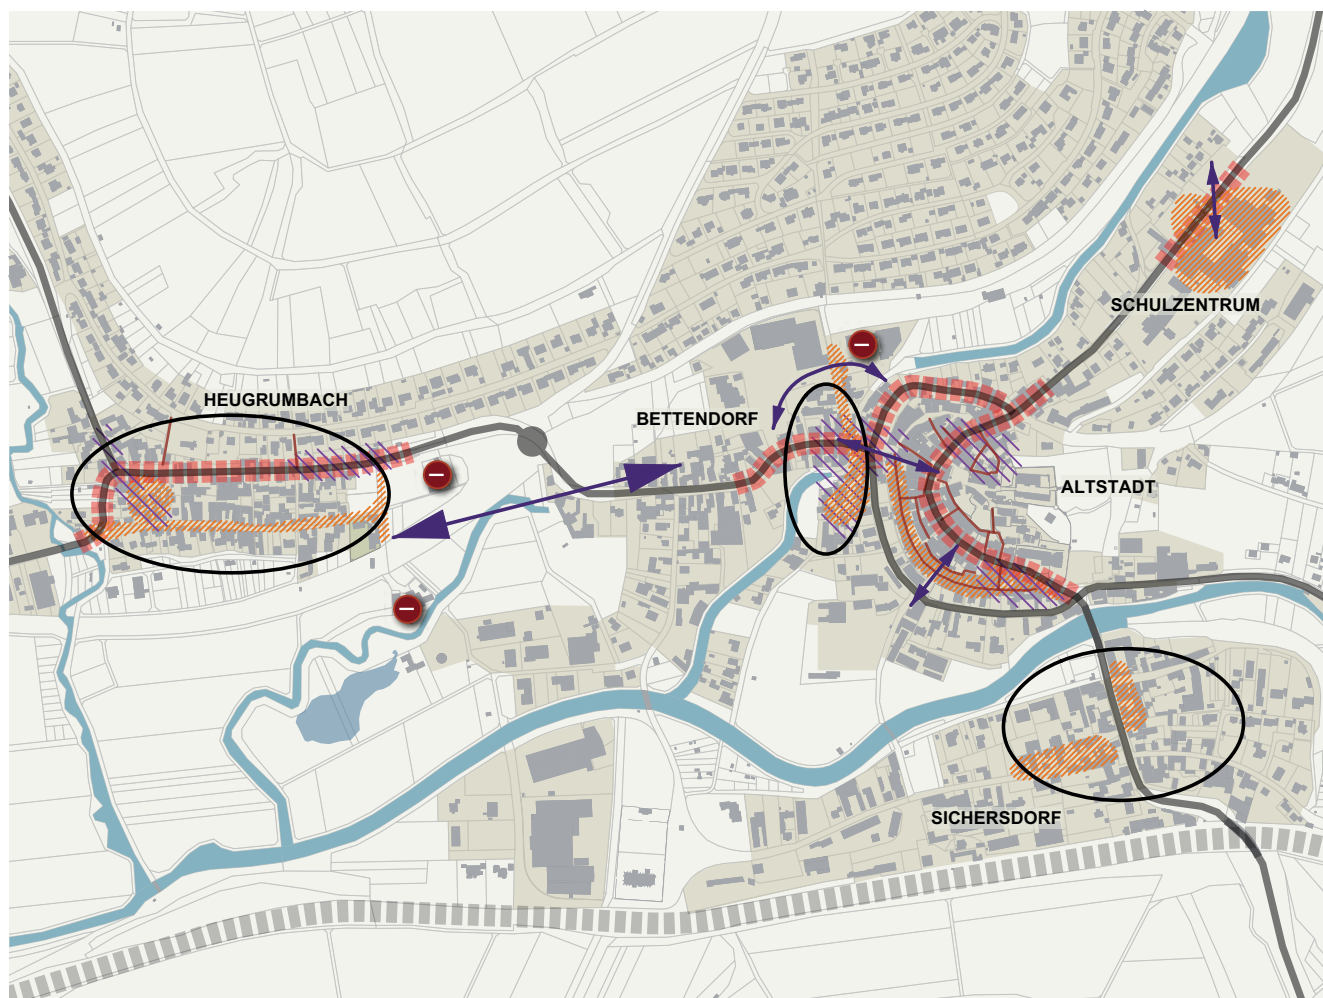 SCHULZENTRUM
HEUGRUMBACH
BETTENDORF
ALTSTADT
SICHERSDORF